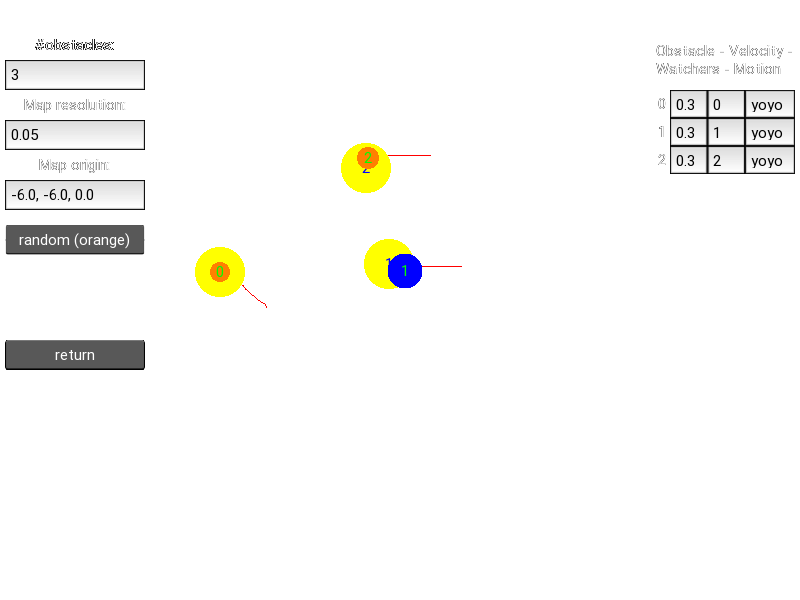 #obstacles:
3
Map resolution:
0.05
Map origin:
-6.0, -6.0, 0.0
random (orange)
return
2
2
0
1
1
Obstacle - Velocity -
Watchers - Motion
0 0.3 0 yoyo
1 0.3 1 yoyo
2 0.3 2 yoyo